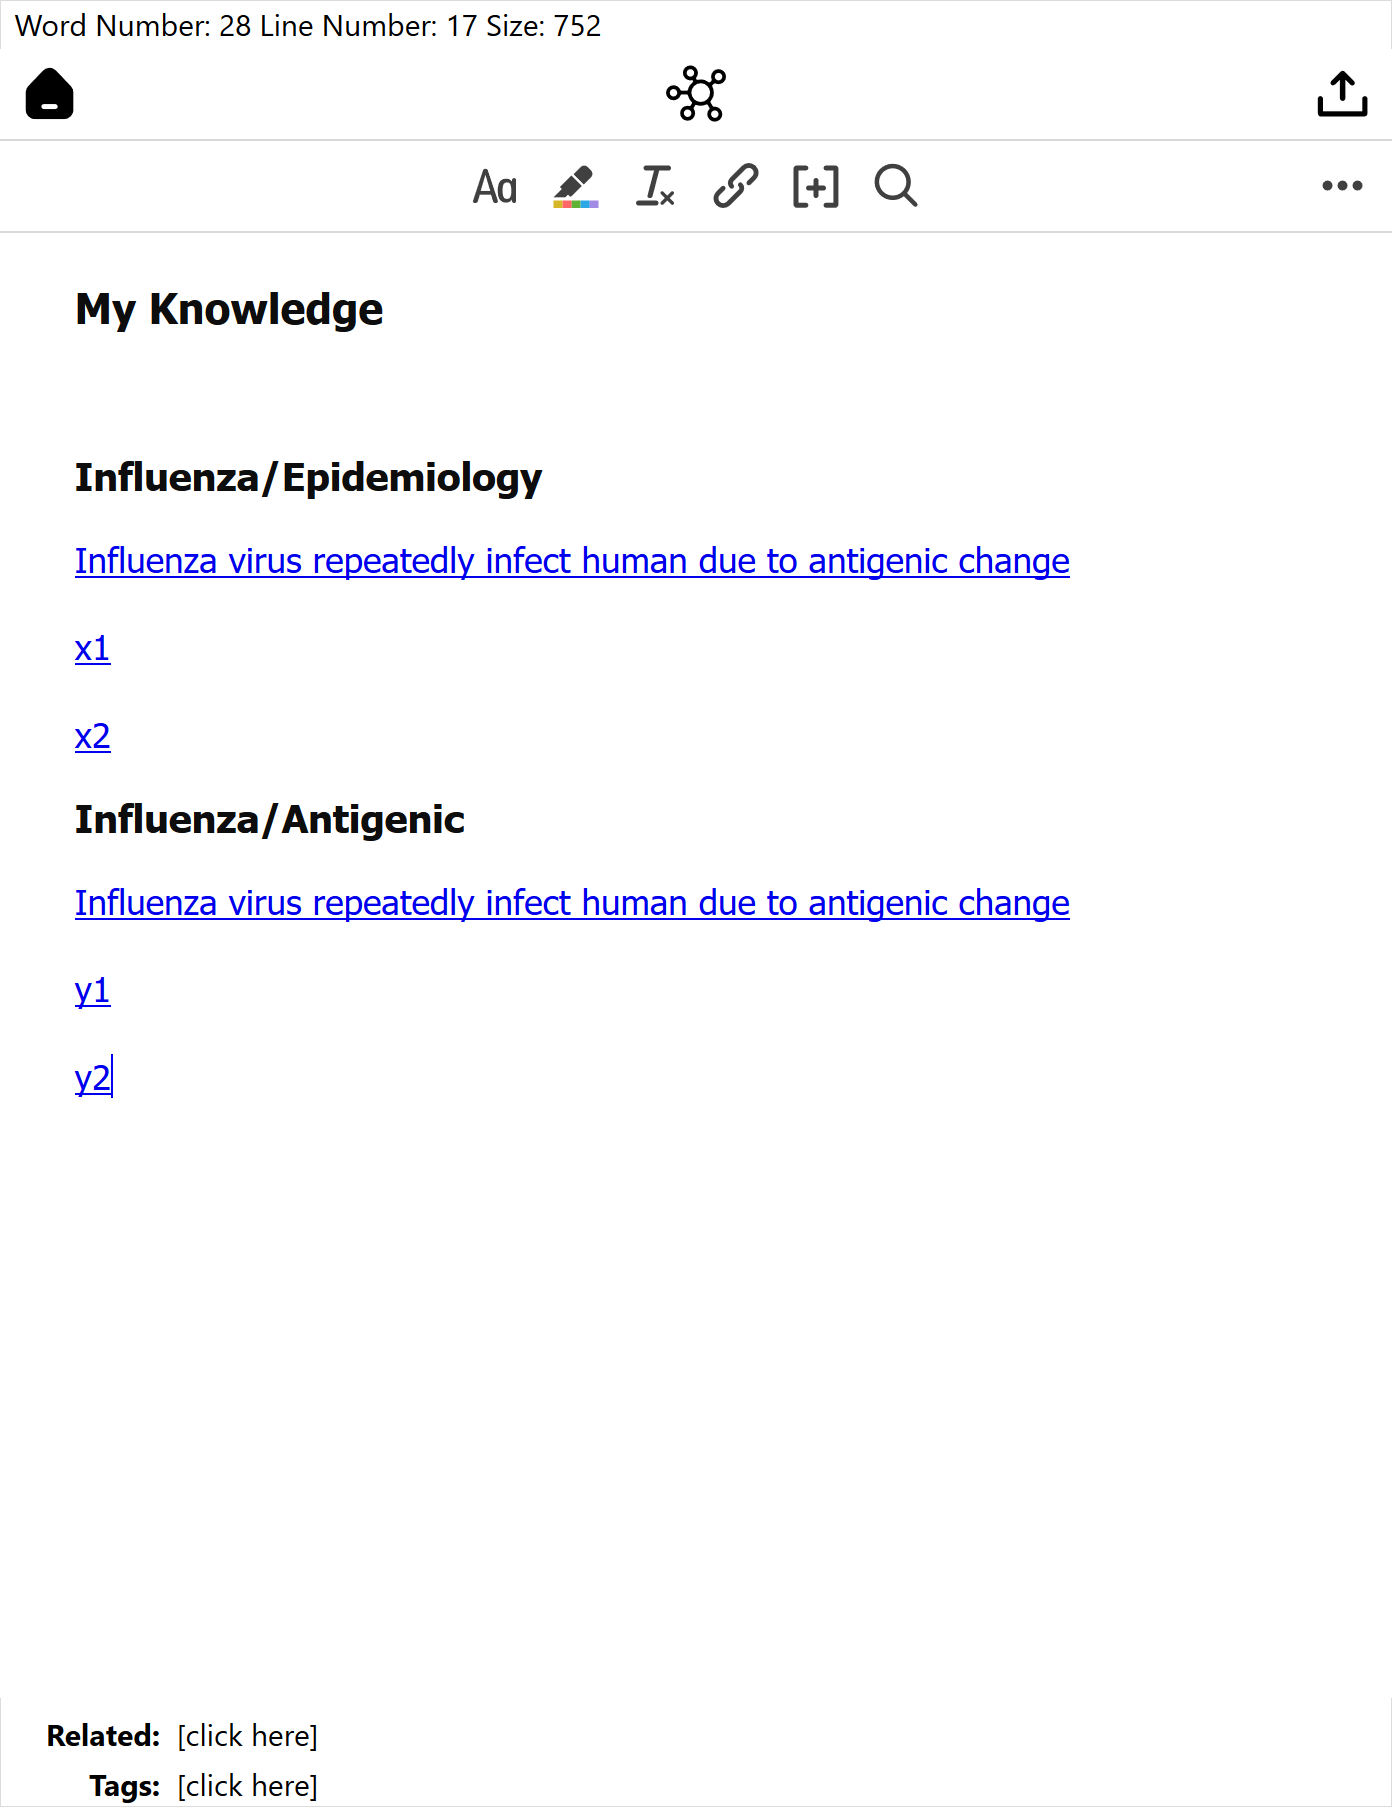 Word Number: 28 Line Number: 17 Size: 752
Aa
My Knowledge
Influenza/Epidemiology
Influenza virus repeatedly infect human due to antigenic change
x1
x2
Influenza/Antigenic
Influenza virus repeatedly infect human due to antigenic change
y1
y2
Related: [click here]
Tags: [click here]